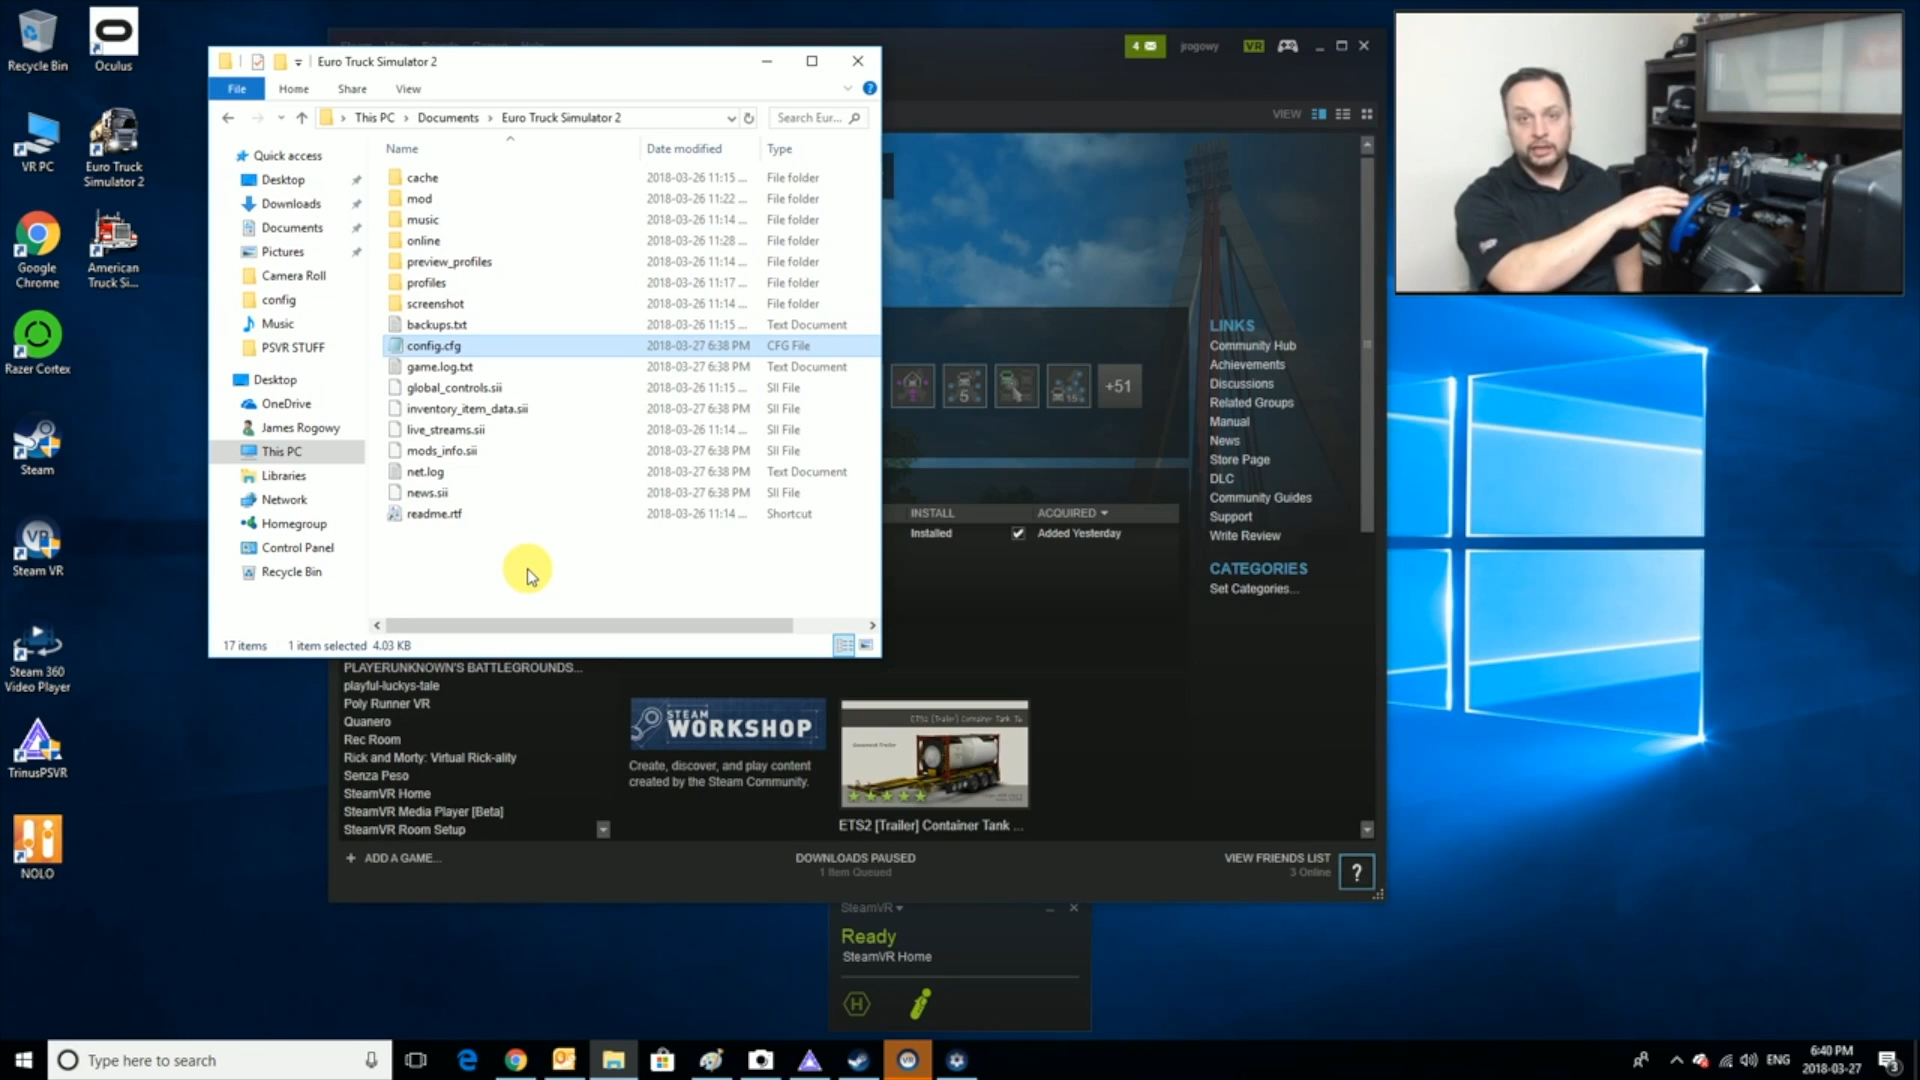 Recycle Bin
Oculus
VR PC
Euro Truck
Simulator 2
Google
Chrome
American
Truck Si...
Razer Cortex
Steam
Steam VR
Steam 360
Video Player
TrinusPSVR
NOLO
Euro Truck Simulator 2
File
Home
Share
View
This PC
Documents
Euro Truck Simulator 2
Search Eur...
Quick access
Desktop
Downloads
Documents
Pictures
Camera Roll
config
Music
PSVR STUFF
Desktop
OneDrive
James Rogowy
This PC
Libraries
Network
Homegroup
Control Panel
Recycle Bin
Name Date modified Type
cache 2018-03-26 11:15 ... File folder
mod 2018-03-26 11:22 ... File folder
music 2018-03-26 11:14 ... File folder
online 2018-03-26 11:28 ... File folder
preview_profiles 2018-03-26 11:14 ... File folder
profiles 2018-03-26 11:17 ... File folder
screenshot 2018-03-26 11:14 ... File folder
backups.txt 2018-03-26 11:15 ... Text Document
config.cfg 2018-03-27 6:38 PM CFG File
game.log.txt 2018-03-27 6:38 PM Text Document
global_controls.sii 2018-03-26 11:15 ... SII File
inventory_item_data.sii 2018-03-27 6:38 PM SII File
live_streams.sii 2018-03-26 11:14 ... SII File
mods_info.sii 2018-03-27 6:38 PM SII File
net.log 2018-03-27 6:38 PM Text Document
news.sii 2018-03-27 6:38 PM SII File
readme.rtf 2018-03-26 11:14 ... Shortcut
17 items 1 item selected 4.03 KB
4
jrogowy
VR
VIEW
5
15
+51
LINKS
Community Hub
Achievements
Discussions
Related Groups
Manual
News
Store Page
DLC
Community Guides
Support
Write Review
CATEGORIES
Set Categories...
INSTALL ACQUIRED
Installed Added Yesterday
PLAYERUNKNOWN'S BATTLEGROUNDS...
playful-luckys-tale
Poly Runner VR
Quanero
Rec Room
Rick and Morty: Virtual Rick-ality
Senza Peso
SteamVR Home
SteamVR Media Player [Beta]
SteamVR Room Setup
STEAM
WORKSHOP
Create, discover, and play content
created by the Steam Community.
ETS2 [Trailer] Container Tank
ETS2 [Trailer] Container Tank ...
+ ADD A GAME...
DOWNLOADS PAUSED
1 Item Queued
VIEW FRIENDS LIST
3 Online
?
SteamVR
Ready
SteamVR Home
H
i
Type here to search
ENG
6:40 PM
2018-03-27
3